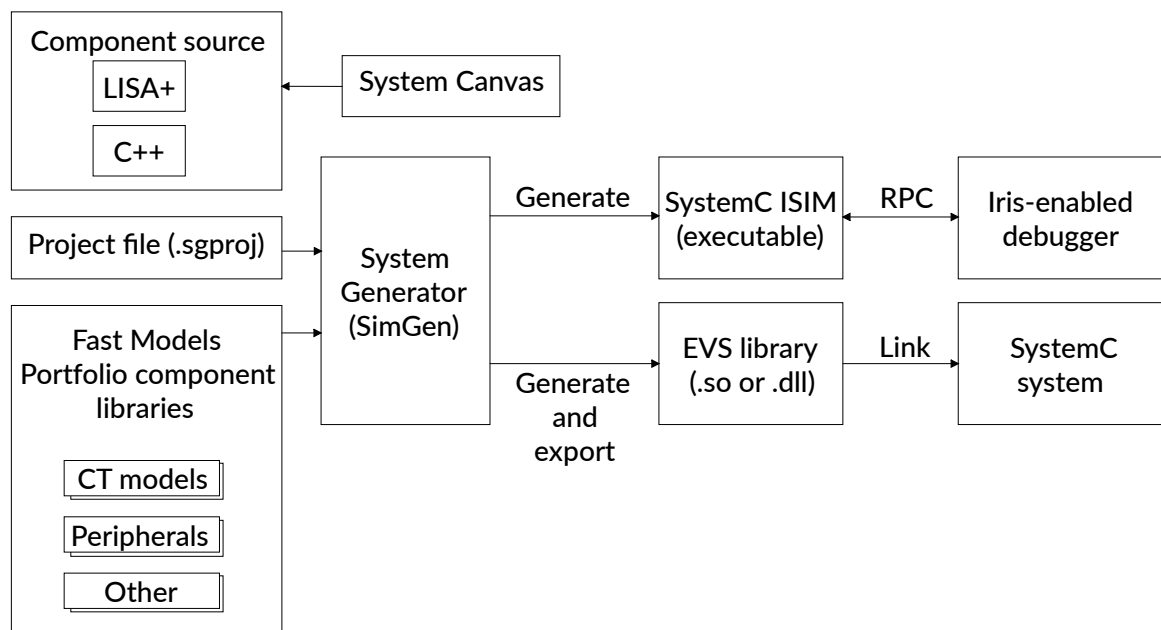 Component source
LISA+
C++
System Canvas
Project file (.sgproj)
Fast Models
Portfolio component
libraries
CT models
Peripherals
Other
System
Generator
(SimGen)
Generate
SystemC ISIM
(executable)
RPC
Iris-enabled
debugger
Generate
and
export
EVS library
(.so or .dll)
Link
SystemC
system